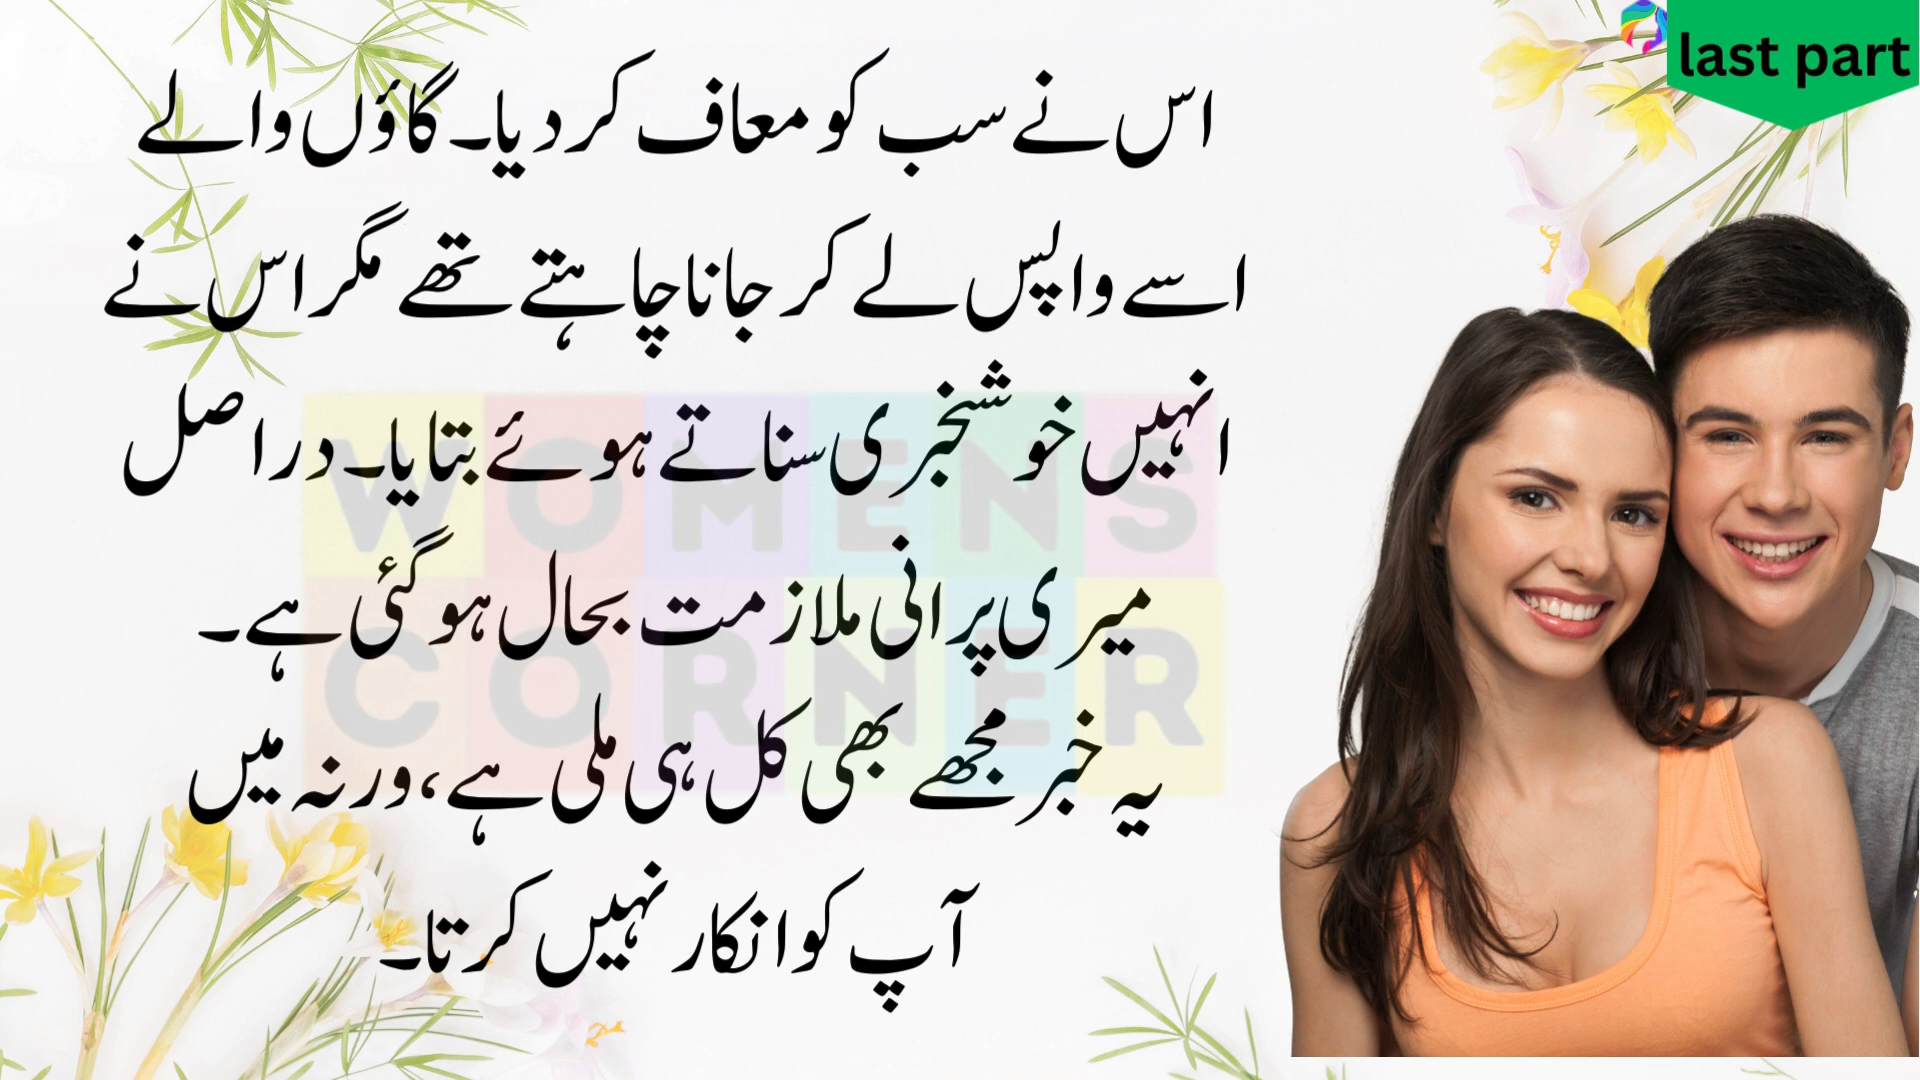 last part
اس نے سب کو معاف کر دیا۔ گاؤں والے
اسے واپس لے کر جانا چاہتے تھے مگر اس نے
انہیں خوشخبری سناتے ہوئے بتایا۔ دراصل
میری پرانی ملازمت بحال ہو گئی ہے۔
یہ خبر مجھے بھی کل ہی ملی ہے، ورنہ میں
آپ کو انکار نہیں کرتا۔
WOMENS
CORNER